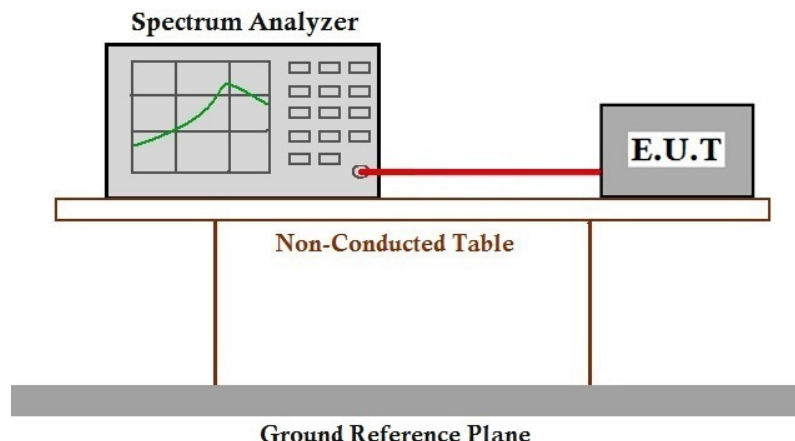 Spectrum Analyzer
E.U.T
Non-Conducted Table
Ground Reference Plane